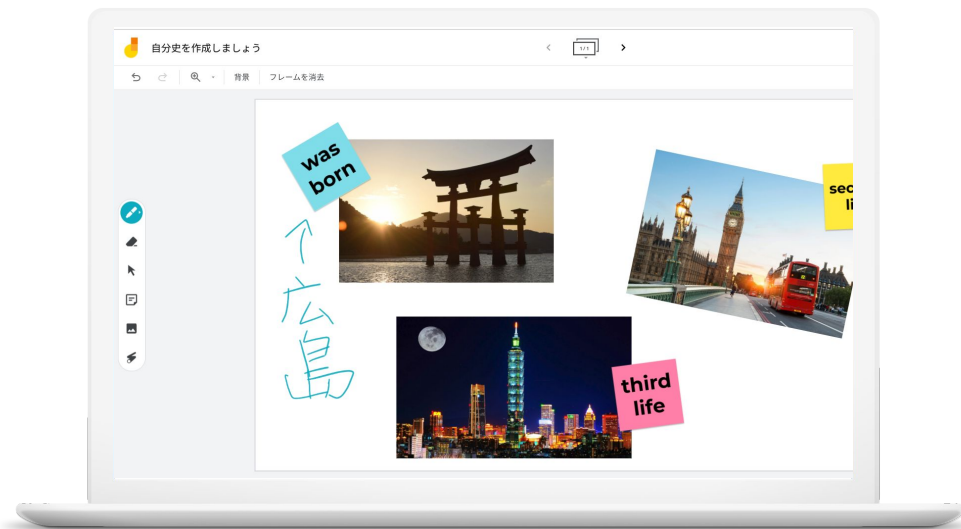 自分史を作成しましょう
1/1
背景 フレームを消去
was
born
↑
広
島
third
life